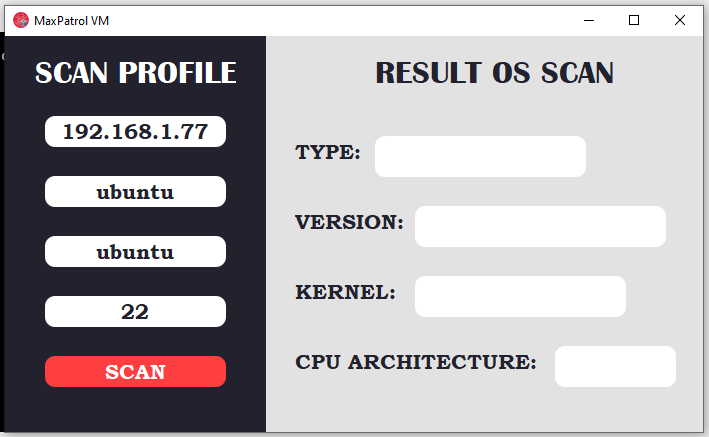 MaxPatrol VM
SCAN PROFILE
192.168.1.77
ubuntu
ubuntu
22
SCAN
RESULT OS SCAN
TYPE:
VERSION:
KERNEL:
CPU ARCHITECTURE: